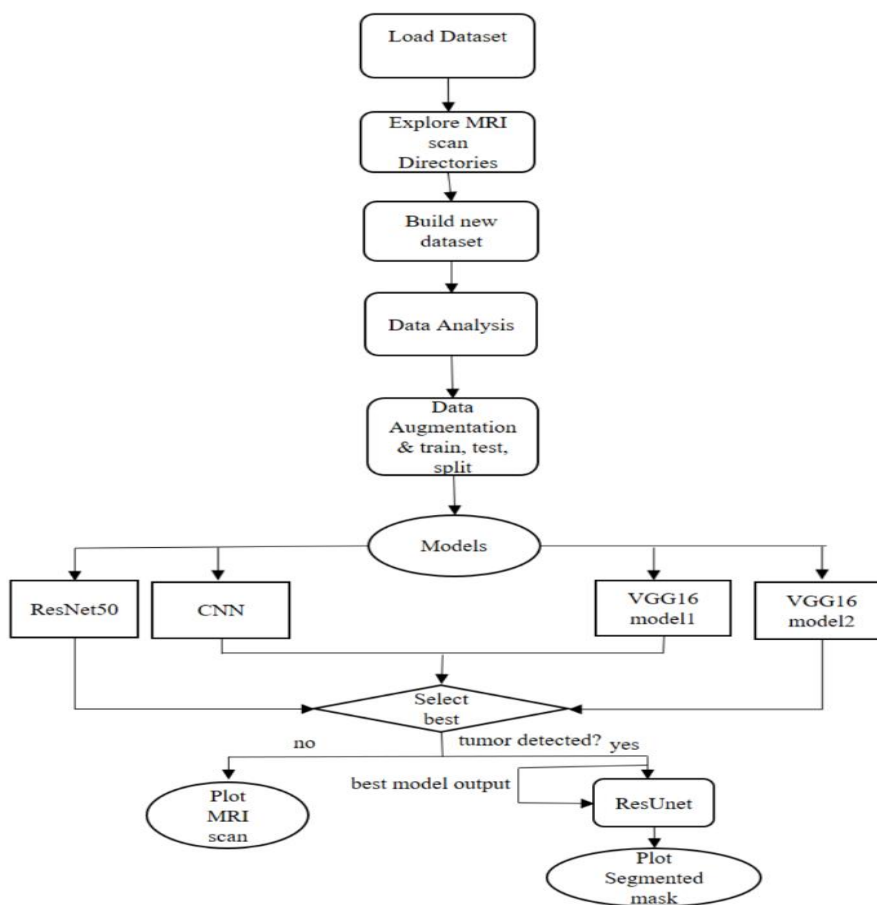 Load Dataset
Explore MRI
scan
Directories
Build new
dataset
Data Analysis
Data
Augmentation
& train, test,
split
Models
ResNet50
CNN
VGG16
model1
VGG16
model2
Select
best
no
tumor detected?
yes
best model output
Plot
MRI
scan
ResUnet
Plot
Segmented
mask